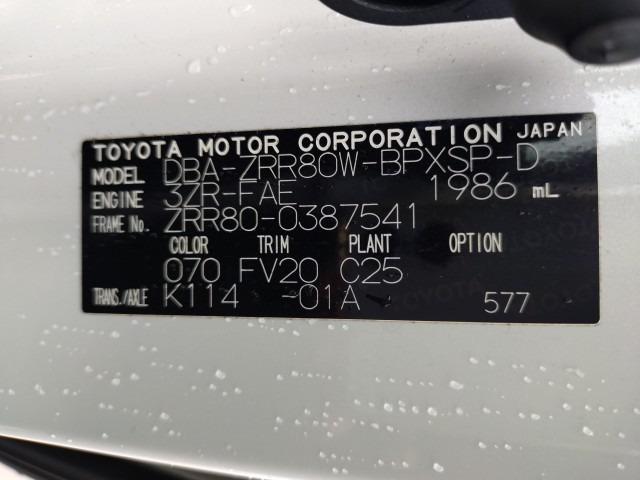 TOYOTA MOTOR CORPORATION JAPAN
MODEL DBA-ZRR80W-BPXSP-D
ENGINE 3ZR-FAE 1986 mL
FRAME No. ZRR80-0387541
COLOR TRIM PLANT OPTION
070 FV20 C25
TRANS./AXLE K114 -01A 577